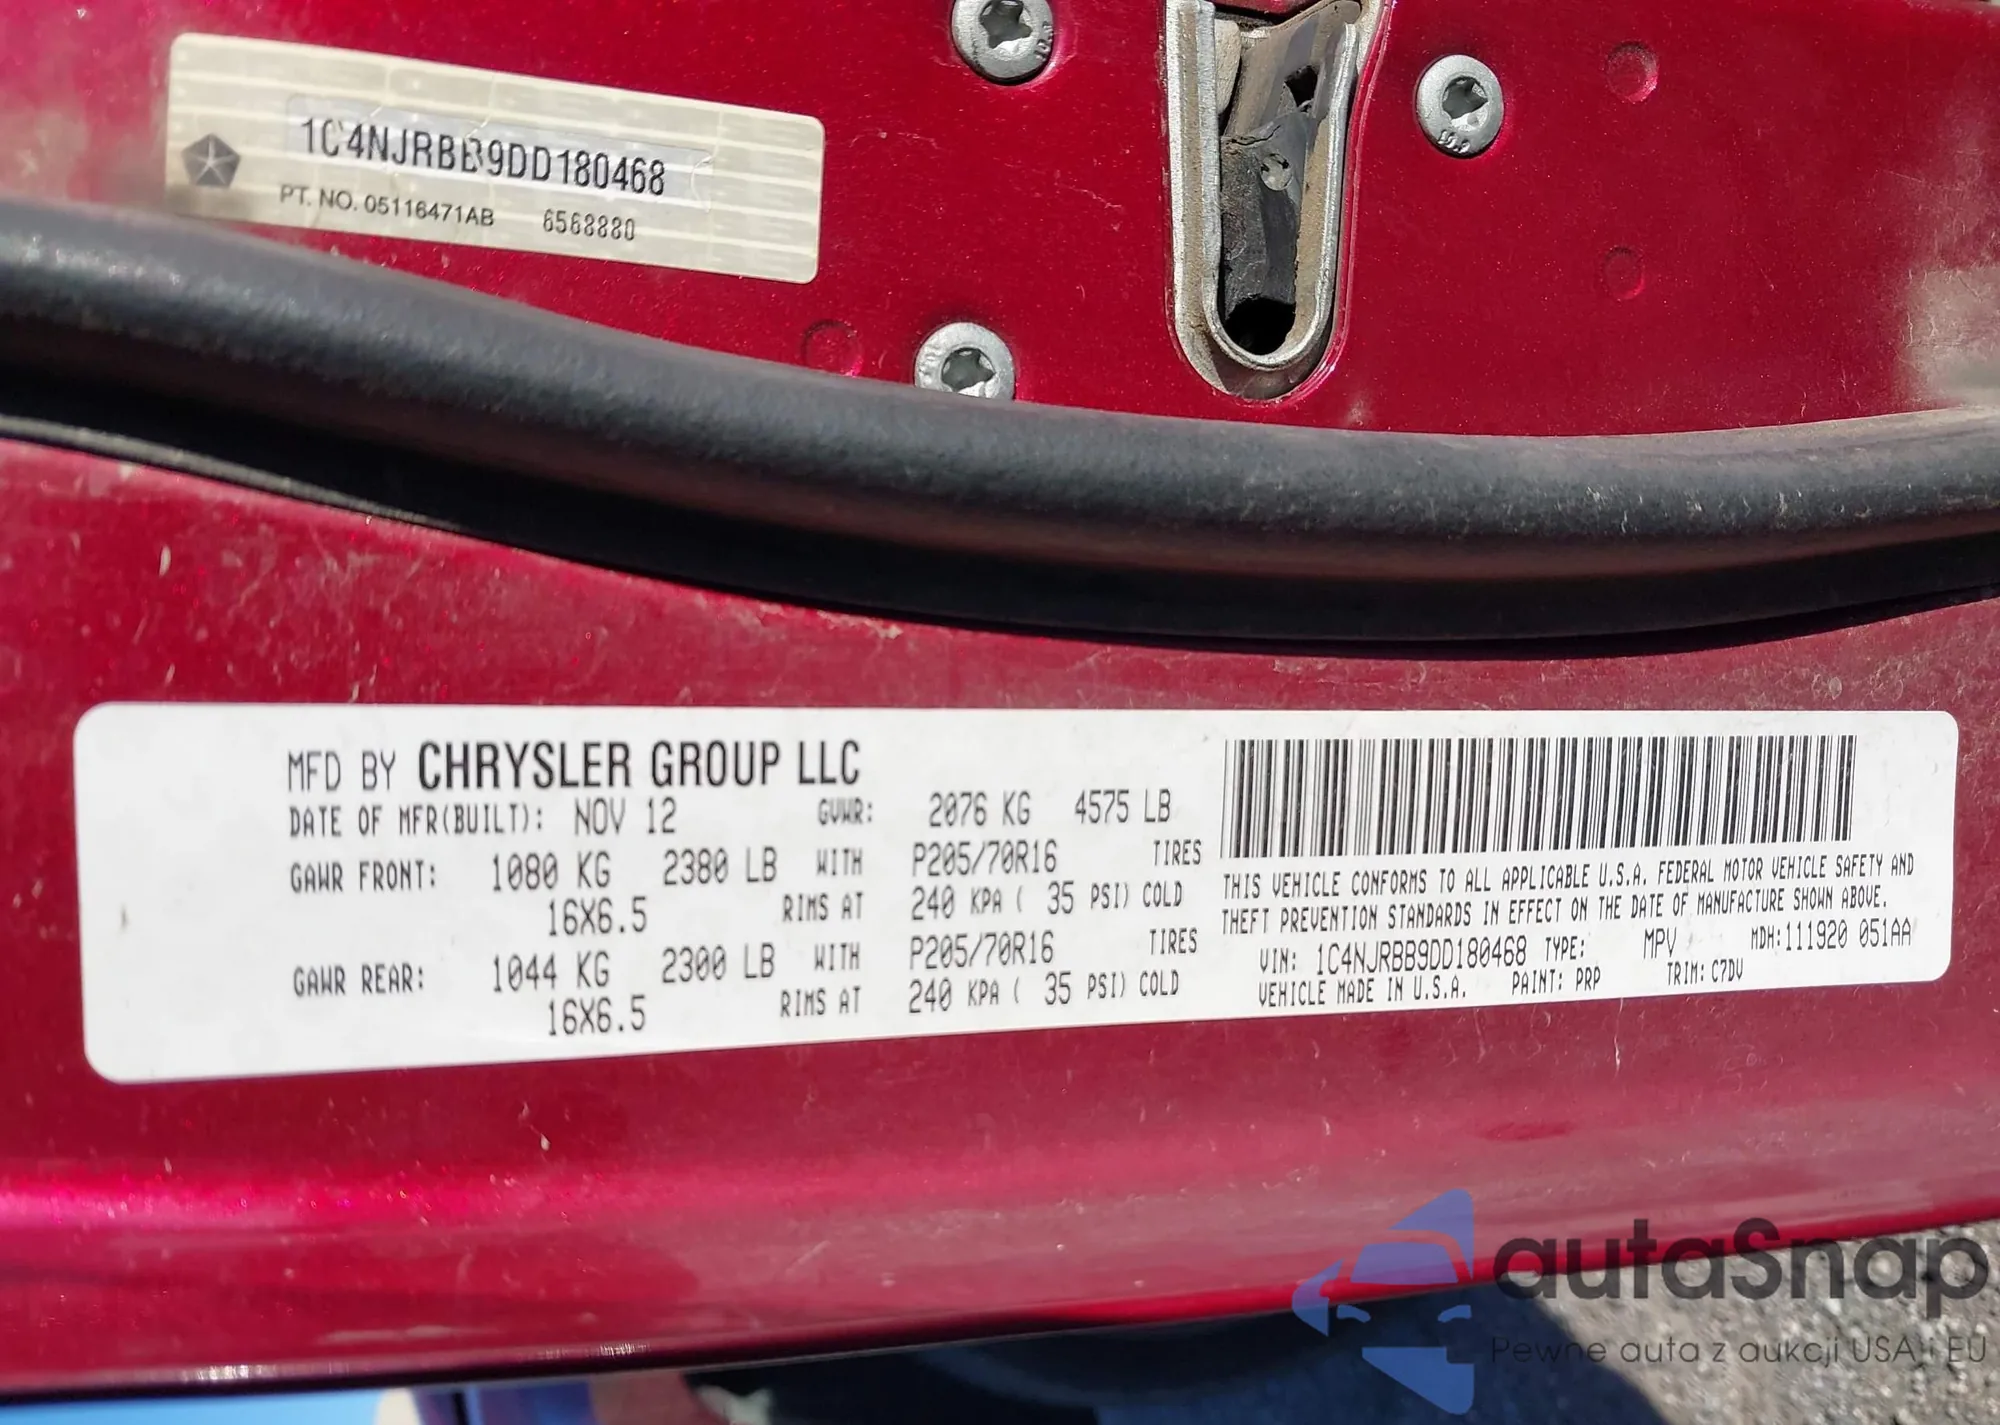 1C4NJRBB9DD180468
PT. NO. 05116471AB 6568880
MFD BY CHRYSLER GROUP LLC
DATE OF MFR(BUILT): NOV 12 GVWR: 2076 KG 4575 LB
GAWR FRONT: 1080 KG 2380 LB WITH P205/70R16 TIRES
16X6.5 RIMS AT 240 KPA ( 35 PSI) COLD
GAWR REAR: 1044 KG 2300 LB WITH P205/70R16 TIRES
16X6.5 RIMS AT 240 KPA ( 35 PSI) COLD
THIS VEHICLE CONFORMS TO ALL APPLICABLE U.S.A. FEDERAL MOTOR VEHICLE SAFETY AND
THEFT PREVENTION STANDARDS IN EFFECT ON THE DATE OF MANUFACTURE SHOWN ABOVE.
VIN: 1C4NJRBB9DD180468 TYPE: MPV MDH:111920 051AA
VEHICLE MADE IN U.S.A. PAINT: PRP TRIM: C7DV
autoSnap
Pewne auta z aukcji USA i EU